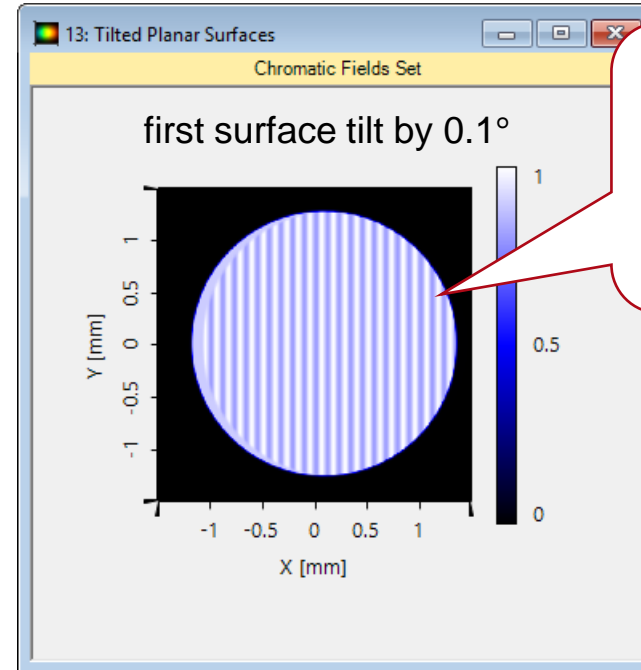 13: Tilted Planar Surfaces
Chromatic Fields Set
first surface tilt by 0.1°
1
0.5
0
Y [mm]
1
0.5
0
-0.5
-1
-1 -0.5 0 0.5 1
X [mm]